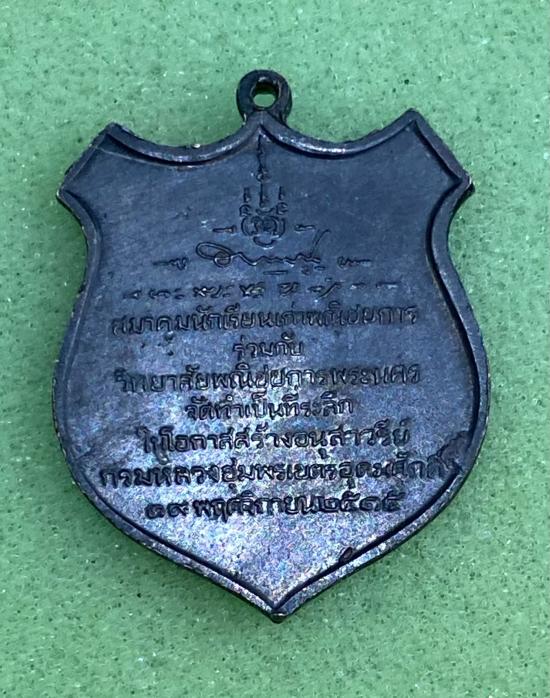 สมาคมนักเรียนเก่าพณิชยการ
ร่วมกับ
วิทยาลัยพณิชยการพระนคร
จัดทำเป็นที่ระลึก
ในโอกาสสร้างอนุสาวรีย์
กรมหลวงชุมพรเขตรอุดมศักดิ์
๑๙ พฤศจิกายน ๒๕๑๕